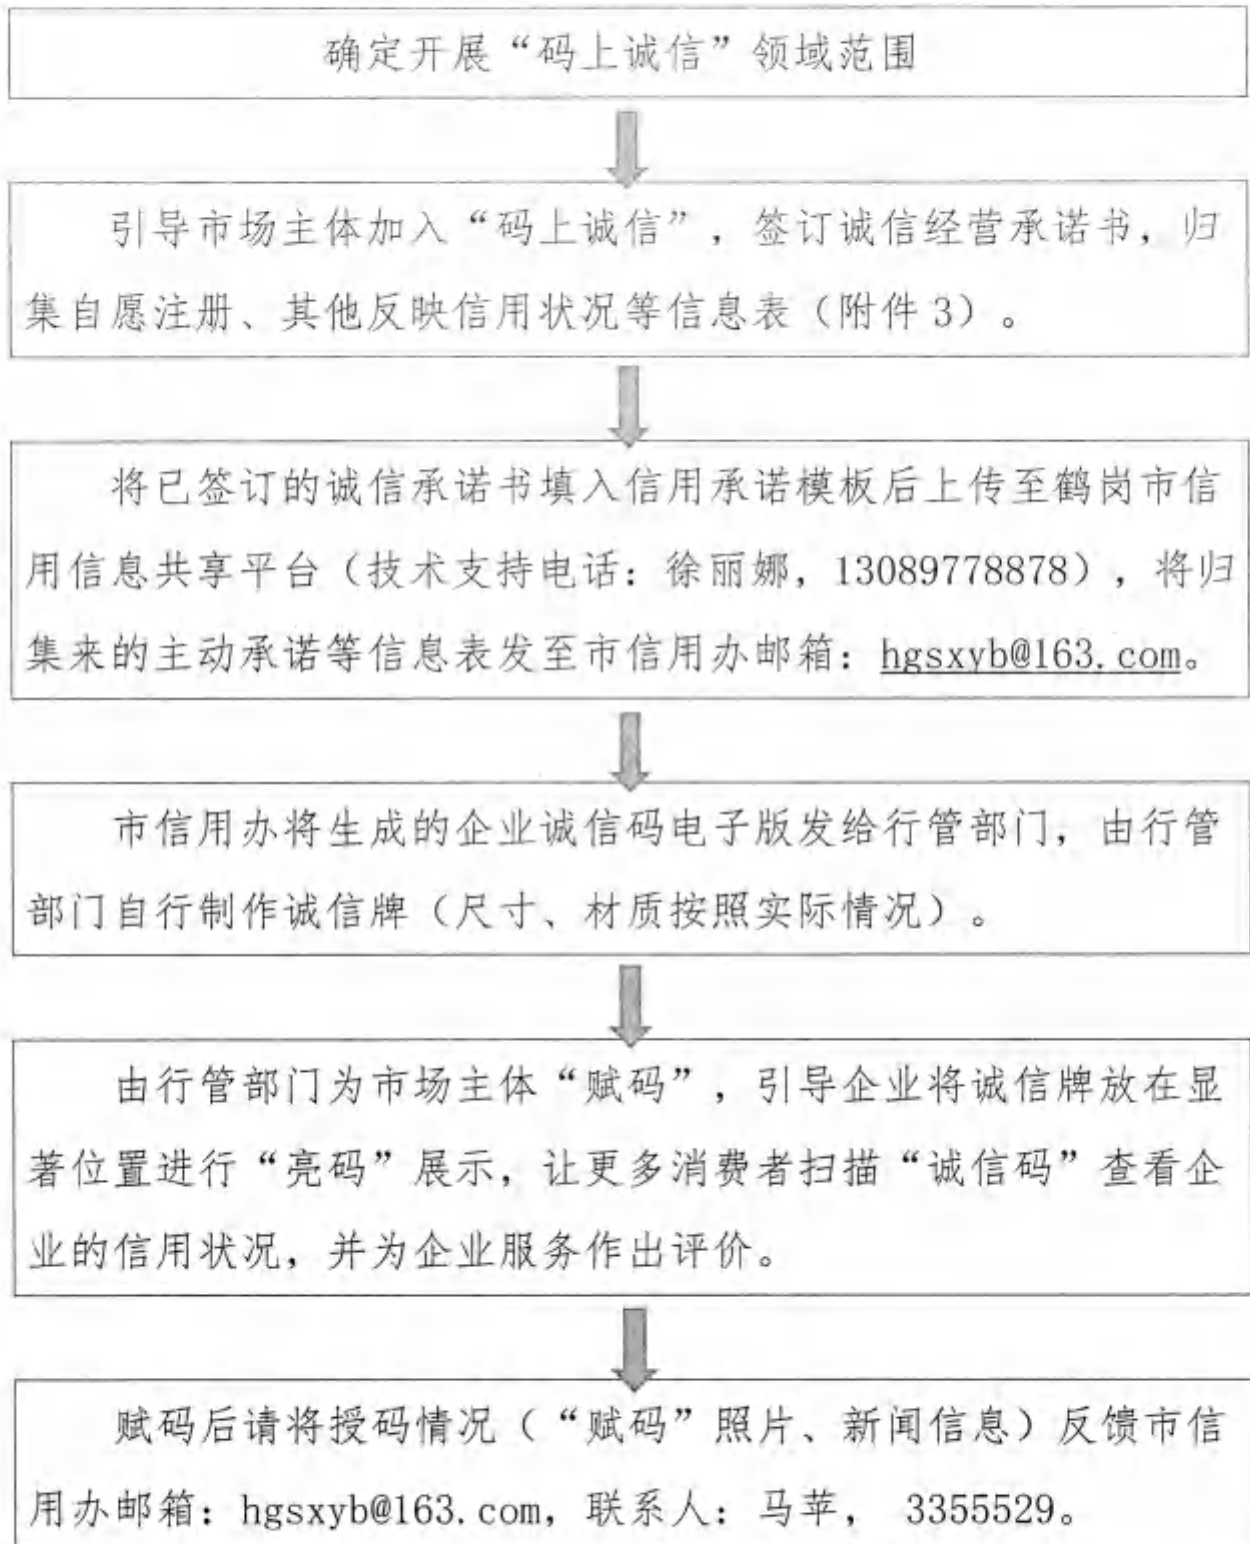 确定开展“码上诚信”领域范围
引导市场主体加入“码上诚信”，签订诚信经营承诺书，归
集自愿注册、其他反映信用状况等信息表（附件3）。
将已签订的诚信承诺书填入信用承诺模板后上传至鹤岗市信
用信息共享平台（技术支持电话：徐丽娜，13089778878），将归
集来的主动承诺等信息表发至市信用办邮箱：hgsxyb@163.com。
市信用办将生成的企业诚信码电子版发给行管部门，由行管
部门自行制作诚信牌（尺寸、材质按照实际情况）。
由行管部门为市场主体“赋码”，引导企业将诚信牌放在显
著位置进行“亮码”展示，让更多消费者扫描“诚信码”查看企
业的信用状况，并为企业服务作出评价。
赋码后请将授码情况（“赋码”照片、新闻信息）反馈市信
用办邮箱：hgsxyb@163.com，联系人：马苹， 3355529。